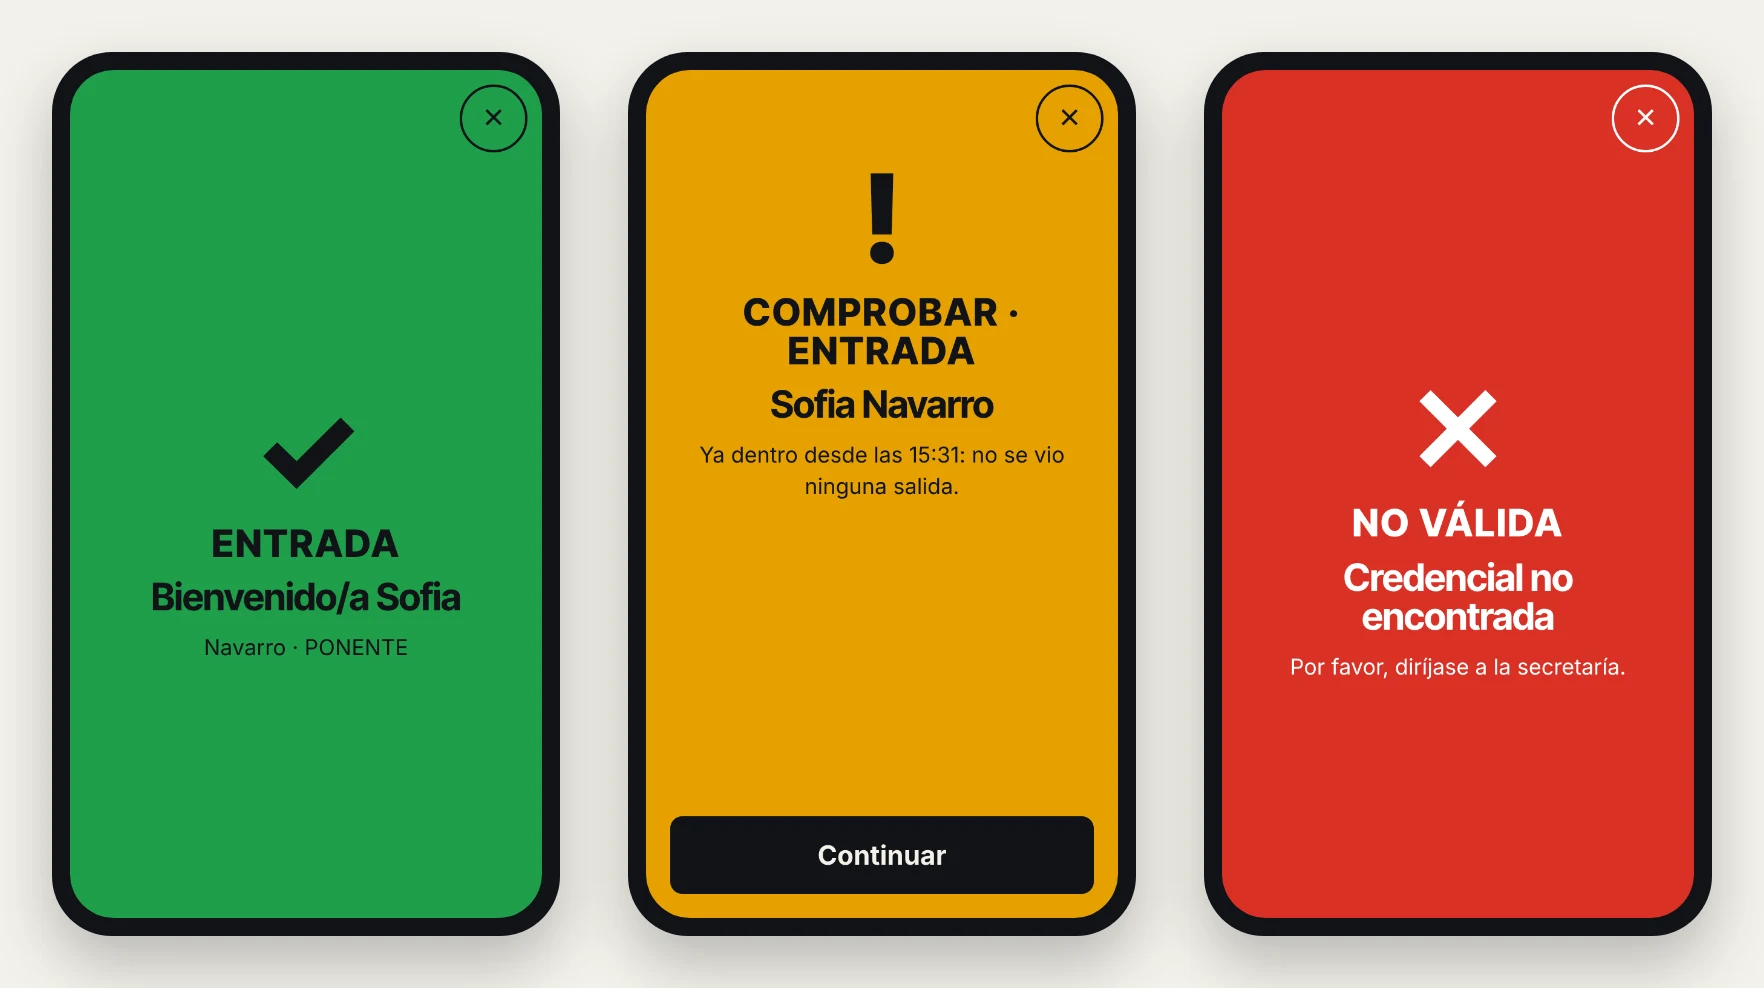 ENTRADA
Bienvenido/a Sofia
Navarro · PONENTE
!
COMPROBAR ·
ENTRADA
Sofia Navarro
Ya dentro desde las 15:31: no se vio
ninguna salida.
Continuar
NO VÁLIDA
Credencial no
encontrada
Por favor, diríjase a la secretaría.